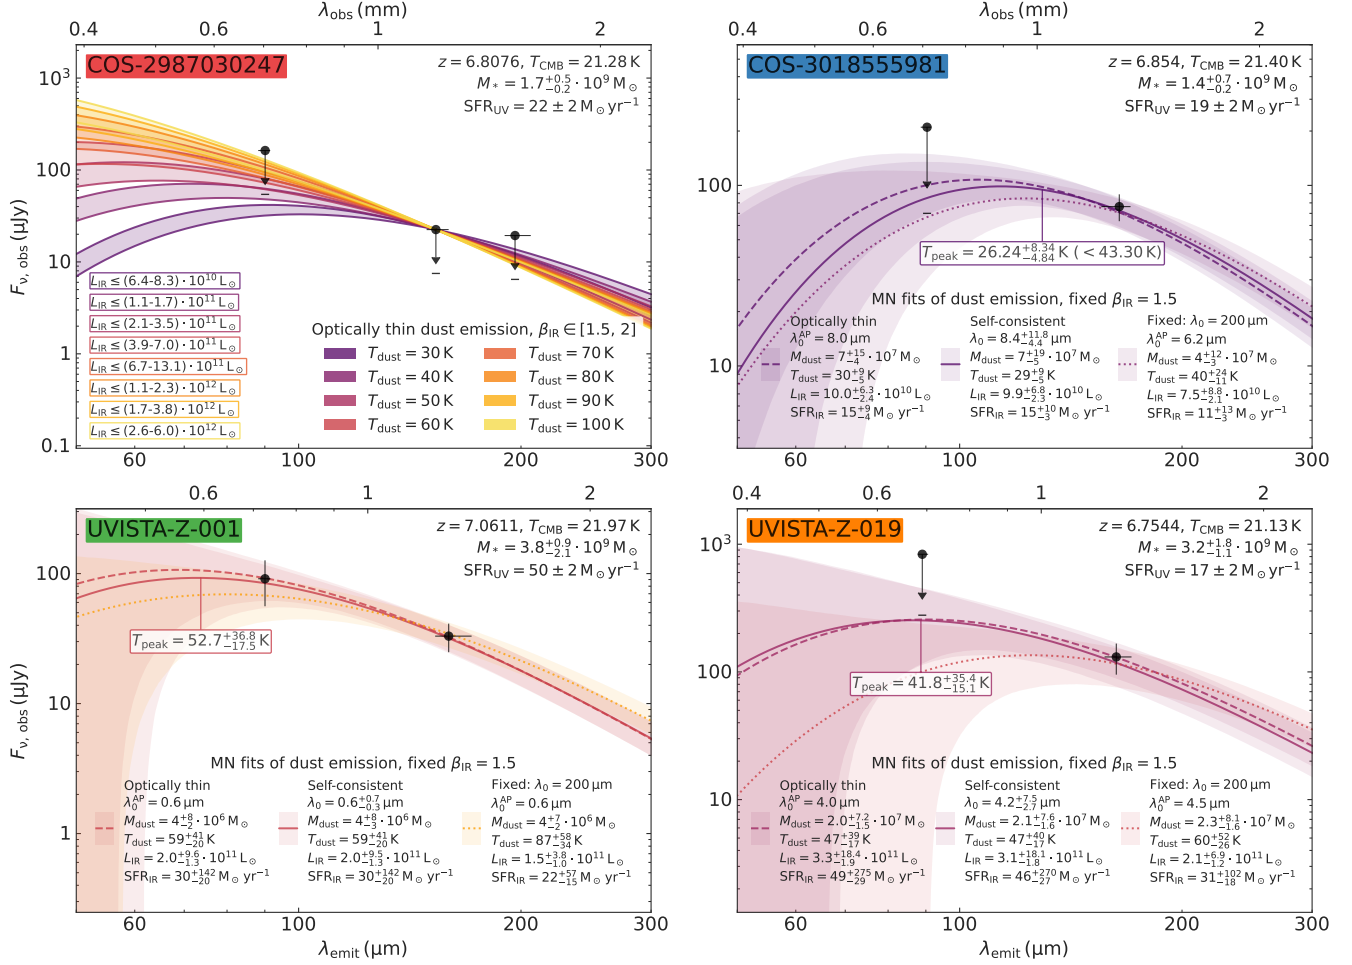 λobs (mm)
0.4 0.6 1 2
COS-2987030247
z = 6.8076, TCMB = 21.28 K
M* = 1.7 +0.5 −0.2 · 10^9 M⊙
SFRUV = 22 ± 2 M⊙ yr^−1
10^3
100
10
1
0.1
Fν, obs (μJy)
LIR ≤ (6.4-8.3) · 10^10 L⊙
LIR ≤ (1.1-1.7) · 10^11 L⊙
LIR ≤ (2.1-3.5) · 10^11 L⊙
LIR ≤ (3.9-7.0) · 10^11 L⊙
LIR ≤ (6.7-13.1) · 10^11 L⊙
LIR ≤ (1.1-2.3) · 10^12 L⊙
LIR ≤ (1.7-3.8) · 10^12 L⊙
LIR ≤ (2.6-6.0) · 10^12 L⊙
Optically thin dust emission, βIR ∈ [1.5, 2]
Tdust = 30 K Tdust = 70 K
Tdust = 40 K Tdust = 80 K
Tdust = 50 K Tdust = 90 K
Tdust = 60 K Tdust = 100 K
60 100 200 300
λobs (mm)
0.4 0.6 1 2
COS-3018555981
z = 6.854, TCMB = 21.40 K
M* = 1.4 +0.7 −0.2 · 10^9 M⊙
SFRUV = 19 ± 2 M⊙ yr^−1
100
10
Tpeak = 26.24 +8.34 −4.84 K (< 43.30 K)
MN fits of dust emission, fixed βIR = 1.5
Optically thin
λ0^AP = 8.0 μm
Mdust = 7 +15 −4 · 10^7 M⊙
Tdust = 30 +9 −5 K
LIR = 10.0 +6.3 −2.4 · 10^10 L⊙
SFRIR = 15 +9 −4 M⊙ yr^−1
Self-consistent
λ0 = 8.4 +11.8 −4.4 μm
Mdust = 7 +19 −5 · 10^7 M⊙
Tdust = 29 +9 −5 K
LIR = 9.9 +6.8 −2.3 · 10^10 L⊙
SFRIR = 15 +10 −3 M⊙ yr^−1
Fixed: λ0 = 200 μm
λ0^AP = 6.2 μm
Mdust = 4 +12 −3 · 10^7 M⊙
Tdust = 40 +24 −11 K
LIR = 7.5 +8.8 −2.1 · 10^10 L⊙
SFRIR = 11 +13 −3 M⊙ yr^−1
60 100 200 300
0.6 1 2
UVISTA-Z-001
z = 7.0611, TCMB = 21.97 K
M* = 3.8 +0.9 −2.1 · 10^9 M⊙
SFRUV = 50 ± 2 M⊙ yr^−1
100
10
1
Fν, obs (μJy)
Tpeak = 52.7 +36.8 −17.5 K
MN fits of dust emission, fixed βIR = 1.5
Optically thin
λ0^AP = 0.6 μm
Mdust = 4 +8 −2 · 10^6 M⊙
Tdust = 59 +41 −20 K
LIR = 2.0 +9.6 −1.3 · 10^11 L⊙
SFRIR = 30 +142 −20 M⊙ yr^−1
Self-consistent
λ0 = 0.6 +0.7 −0.3 μm
Mdust = 4 +8 −3 · 10^6 M⊙
Tdust = 59 +41 −20 K
LIR = 2.0 +9.5 −1.3 · 10^11 L⊙
SFRIR = 30 +142 −20 M⊙ yr^−1
Fixed: λ0 = 200 μm
λ0^AP = 0.6 μm
Mdust = 4 +7 −2 · 10^6 M⊙
Tdust = 87 +58 −34 K
LIR = 1.5 +3.8 −1.0 · 10^11 L⊙
SFRIR = 22 +57 −15 M⊙ yr^−1
60 100 200 300
λemit (μm)
0.4 0.6 1 2
UVISTA-Z-019
z = 6.7544, TCMB = 21.13 K
M* = 3.2 +1.8 −1.1 · 10^9 M⊙
SFRUV = 17 ± 2 M⊙ yr^−1
10^3
100
10
Tpeak = 41.8 +35.4 −15.1 K
MN fits of dust emission, fixed βIR = 1.5
Optically thin
λ0^AP = 4.0 μm
Mdust = 2.0 +7.2 −1.5 · 10^7 M⊙
Tdust = 47 +39 −17 K
LIR = 3.3 +18.4 −1.9 · 10^11 L⊙
SFRIR = 49 +275 −29 M⊙ yr^−1
Self-consistent
λ0 = 4.2 +7.5 −2.7 μm
Mdust = 2.1 +7.6 −1.6 · 10^7 M⊙
Tdust = 47 +40 −17 K
LIR = 3.1 +18.1 −1.8 · 10^11 L⊙
SFRIR = 46 +270 −27 M⊙ yr^−1
Fixed: λ0 = 200 μm
λ0^AP = 4.5 μm
Mdust = 2.3 +8.1 −1.6 · 10^7 M⊙
Tdust = 60 +52 −26 K
LIR = 2.1 +6.9 −1.2 · 10^11 L⊙
SFRIR = 31 +102 −18 M⊙ yr^−1
60 100 200 300
λemit (μm)